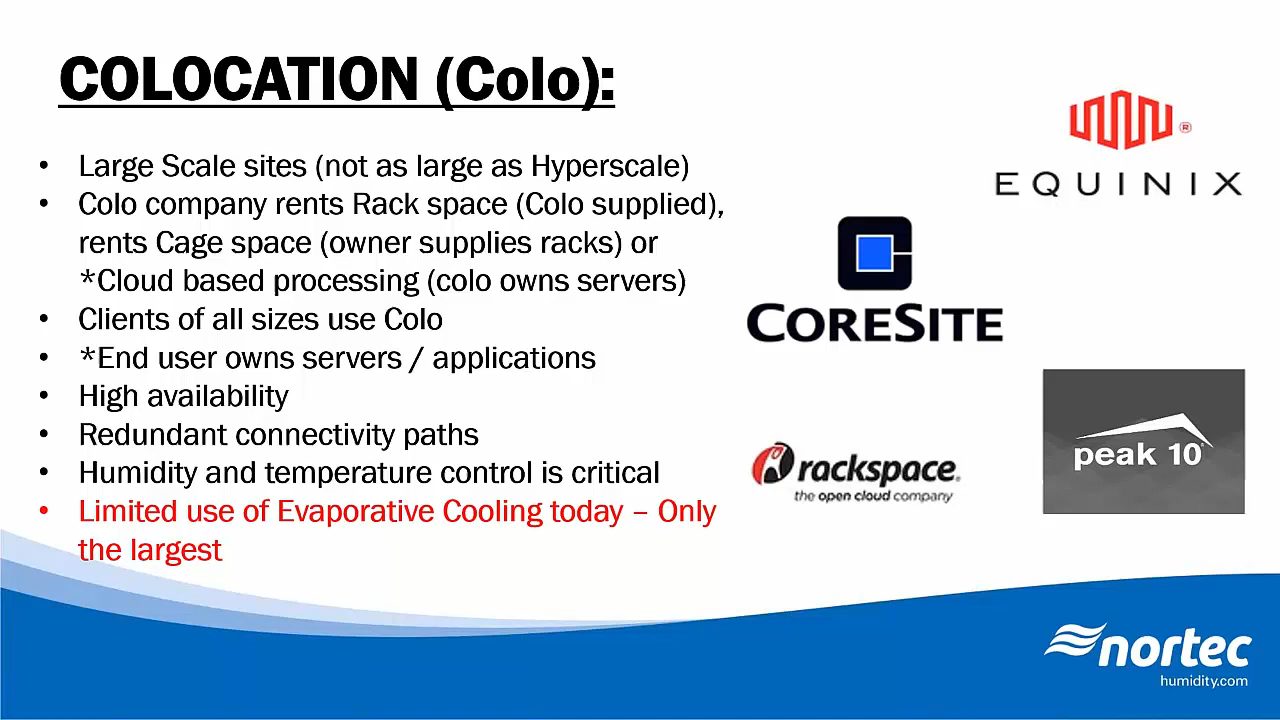 COLOCATION (Colo):
• Large Scale sites (not as large as Hyperscale)
• Colo company rents Rack space (Colo supplied),
rents Cage space (owner supplies racks) or
*Cloud based processing (colo owns servers)
• Clients of all sizes use Colo
• *End user owns servers / applications
• High availability
• Redundant connectivity paths
• Humidity and temperature control is critical
• Limited use of Evaporative Cooling today – Only
the largest
®
EQUINIX
CORESITE
rackspace®
the open cloud company
peak 10®
nortec
humidity.com